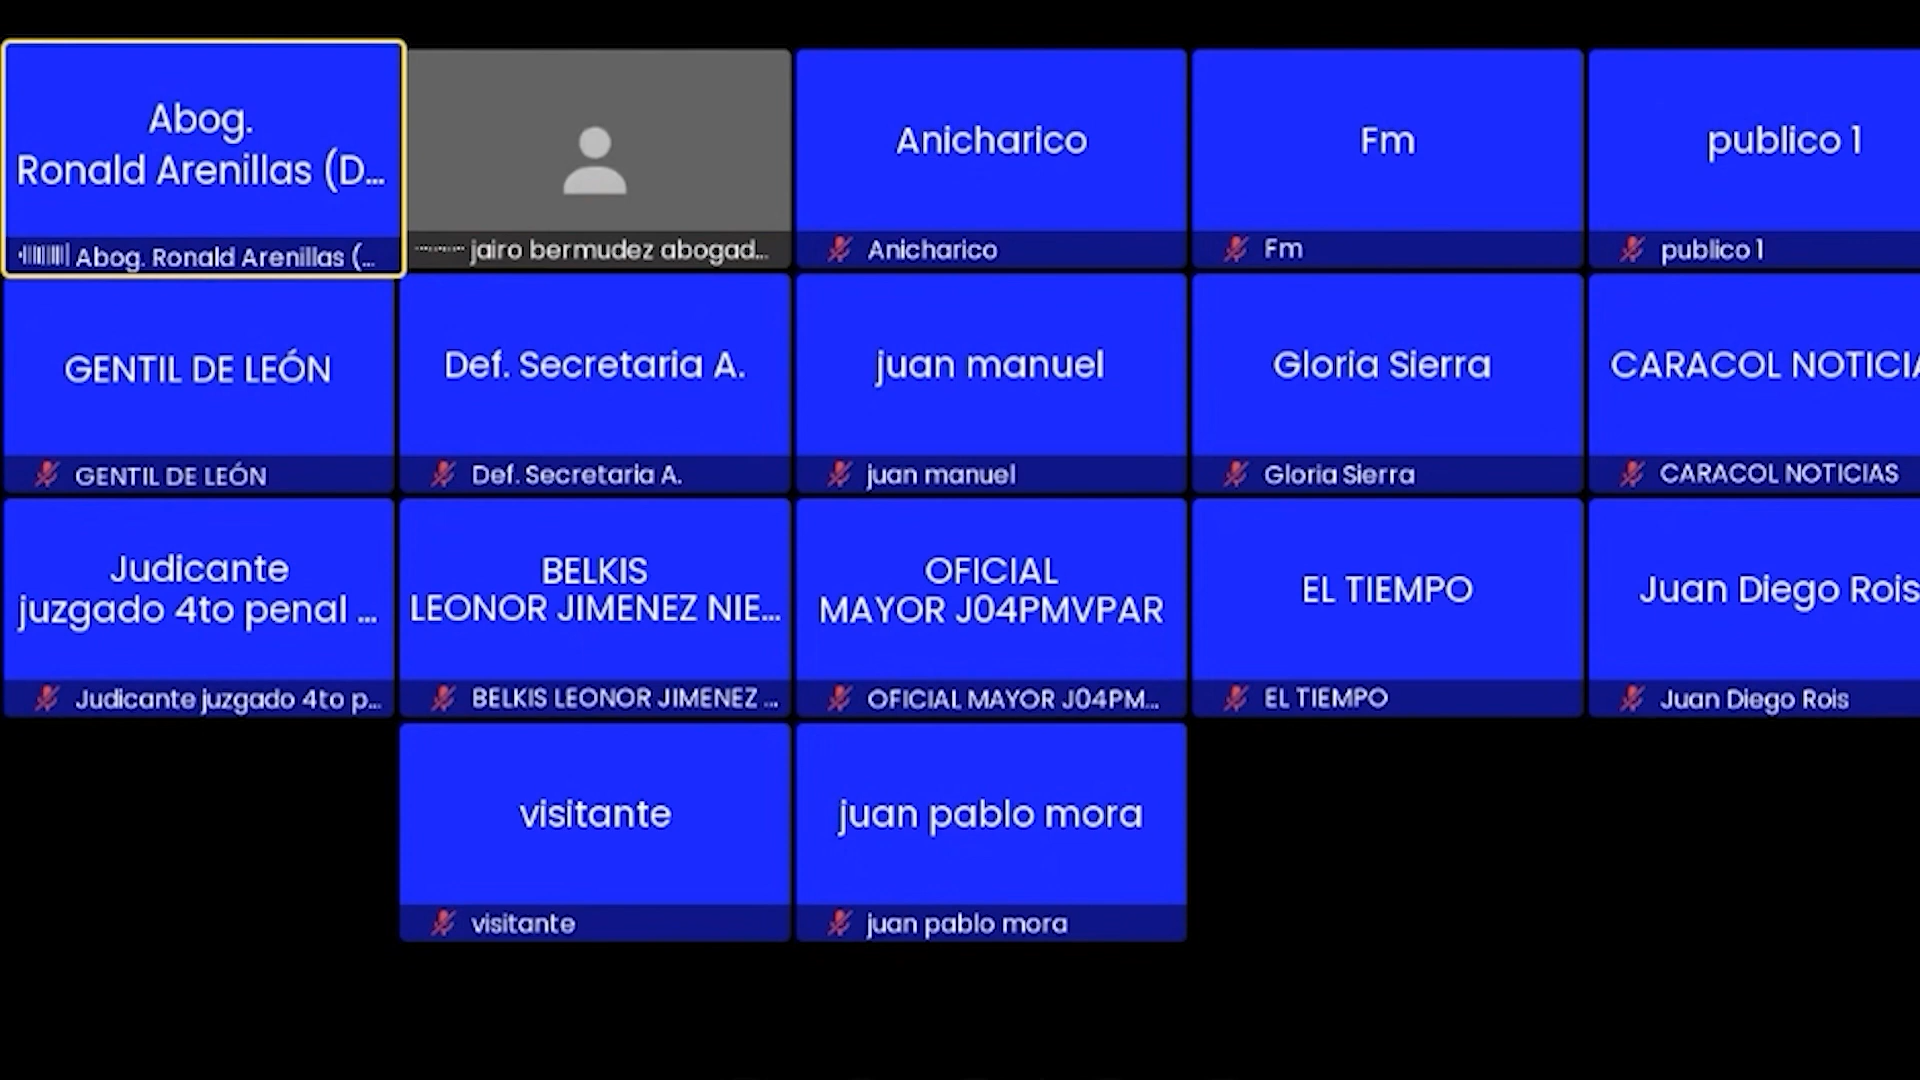 Abog.
Ronald Arenillas (D...
Abog. Ronald Arenillas (...
jairo bermudez abogad...
Anicharico
Anicharico
Fm
Fm
publico 1
publico 1
GENTIL DE LEÓN
GENTIL DE LEÓN
Def. Secretaria A.
Def. Secretaria A.
juan manuel
juan manuel
Gloria Sierra
Gloria Sierra
CARACOL NOTICIA
CARACOL NOTICIAS
Judicante
juzgado 4to penal ...
Judicante juzgado 4to p...
BELKIS
LEONOR JIMENEZ NIE...
BELKIS LEONOR JIMENEZ ...
OFICIAL
MAYOR J04PMVPAR
OFICIAL MAYOR J04PM...
EL TIEMPO
EL TIEMPO
Juan Diego Rois
Juan Diego Rois
visitante
visitante
juan pablo mora
juan pablo mora